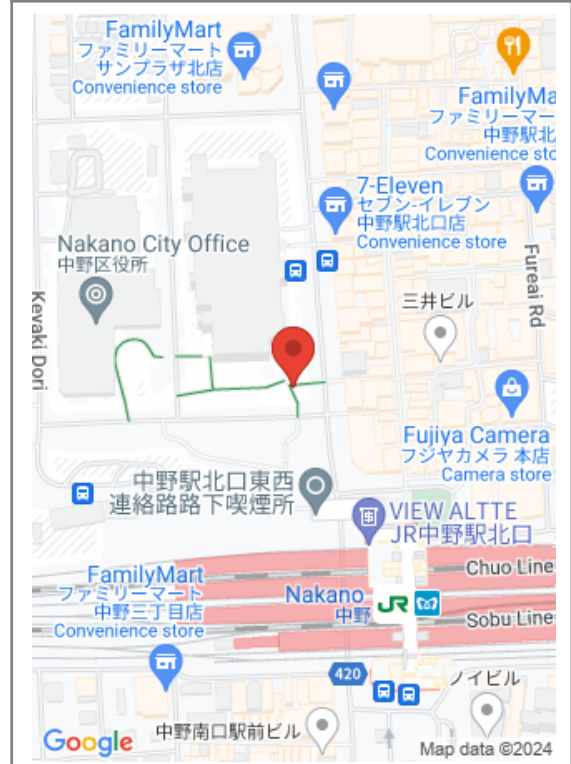 FamilyMart
ファミリーマート
サンプラザ北店
Convenience store
FamilyMa
ファミリーマー
中野駅北
Convenience sto
7-Eleven
セブン-イレブン
中野駅北口店
Convenience store
Nakano City Office
中野区役所
Fureai Rd
三井ビル
Kevaki Dori
Fujiya Camera
フジヤカメラ 本店
Camera store
中野駅北口東西
連絡路路下喫煙所
VIEW ALTTE
JR中野駅北口
Chuo Line
FamilyMart
ファミリーマート
中野三丁目店
Convenience store
Nakano
中野
JR
Sobu Line
420
ノイビル
中野南口駅前ビル
Google
Map data ©2024